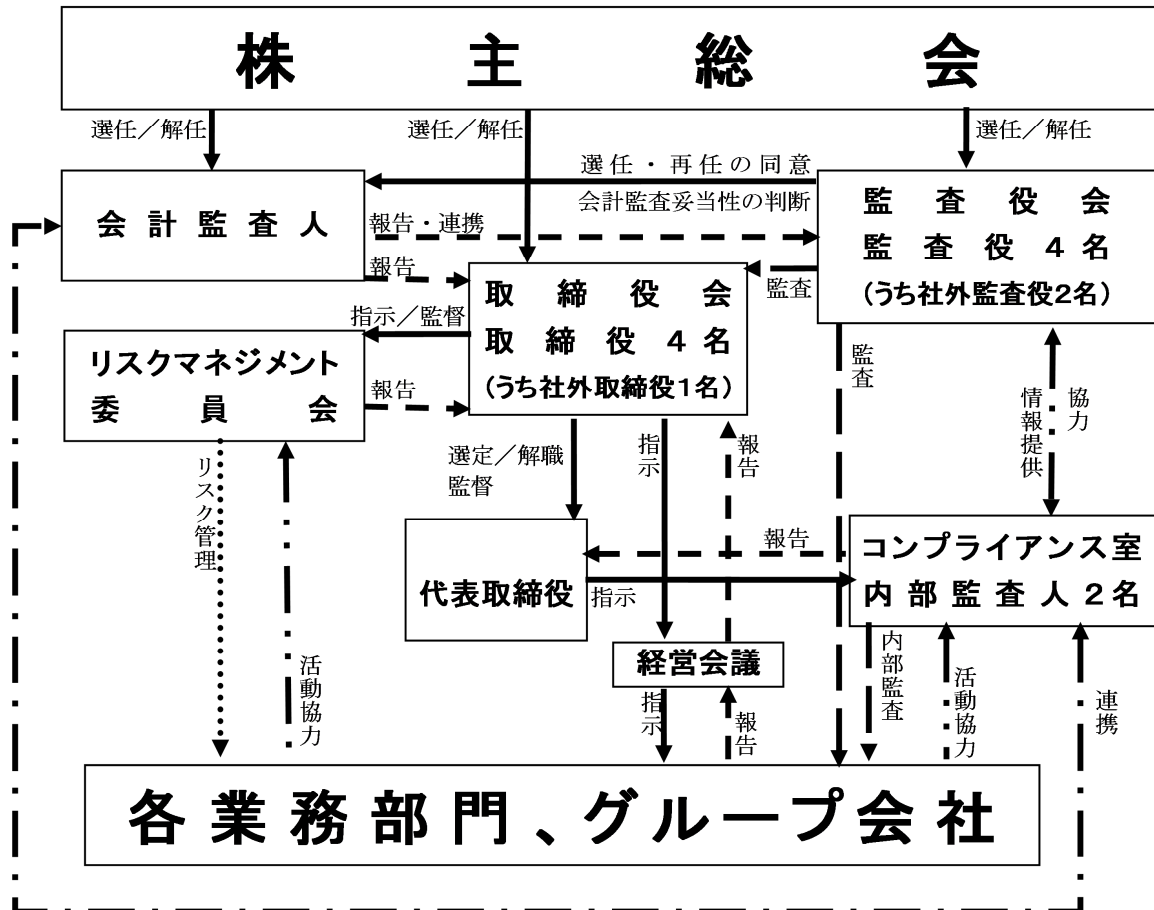 株主総会
選任／解任
選任／解任
選任／解任
選任・再任の同意
会計監査妥当性の判断
会計監査人
報告・連携
報告
監査役会
監査役４名
(うち社外監査役2名)
監査
取締役会
取締役４名
(うち社外取締役1名)
指示／監督
リスクマネジメント
委員会
報告
監査
協力
情報提供
リスク管理
選定／解職
監督
指示
報告
代表取締役
報告
指示
コンプライアンス室
内部監査人２名
経営会議
活動協力
指示
報告
内部監査
活動協力
連携
各業務部門、グループ会社